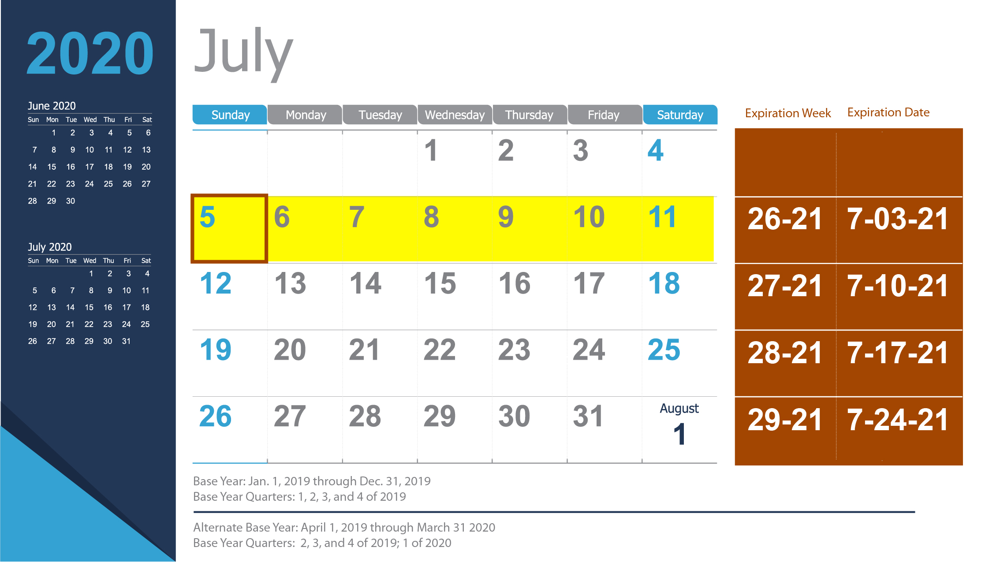 2020
June 2020
Sun Mon Tue Wed Thu Fri Sat
1 2 3 4 5 6
7 8 9 10 11 12 13
14 15 16 17 18 19 20
21 22 23 24 25 26 27
28 29 30
July 2020
Sun Mon Tue Wed Thu Fri Sat
1 2 3 4
5 6 7 8 9 10 11
12 13 14 15 16 17 18
19 20 21 22 23 24 25
26 27 28 29 30 31
July
Sunday Monday Tuesday Wednesday Thursday Friday Saturday Expiration Week Expiration Date
1 2 3 4
5 6 7 8 9 10 11 26-21 7-03-21
12 13 14 15 16 17 18 27-21 7-10-21
19 20 21 22 23 24 25 28-21 7-17-21
August
26 27 28 29 30 31 1 29-21 7-24-21
Base Year: Jan. 1, 2019 through Dec. 31, 2019
Base Year Quarters: 1, 2, 3, and 4 of 2019
Alternate Base Year: April 1, 2019 through March 31 2020
Base Year Quarters:  2, 3, and 4 of 2019; 1 of 2020